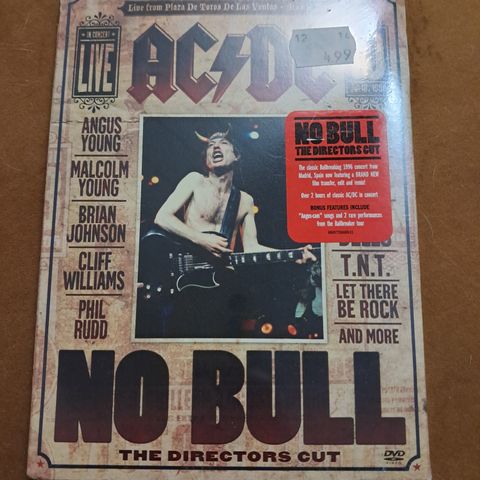 Live from Plaza De Toros De Las Ventas
IN CONCERT
LIVE
AC/DC
12 14
4.99
ANGUS
YOUNG
MALCOLM
YOUNG
BRIAN
JOHNSON
CLIFF
WILLIAMS
PHIL
RUDD
NO BULL
THE DIRECTORS CUT
The classic Ballbreaking 1996 concert from
Madrid, Spain now featuring a BRAND NEW
film transfer, edit and remix!
Over 2 hours of classic AC/DC in concert
BONUS FEATURES INCLUDE
"Angus-cam" songs and 2 rare performances
from the Ballbreaker tour
BELLS
T.N.T.
LET THERE
BE ROCK
AND MORE
NO BULL
THE DIRECTORS CUT
DVD
VIDEO